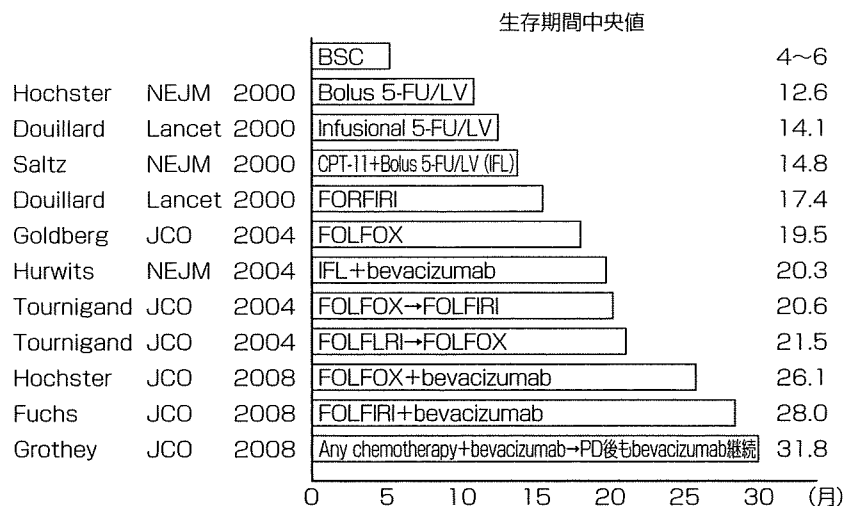 生存期間中央値
BSC 4～6
Hochster NEJM 2000 Bolus 5-FU/LV 12.6
Douillard Lancet 2000 Infusional 5-FU/LV 14.1
Saltz NEJM 2000 CPT-11+Bolus 5-FU/LV (IFL) 14.8
Douillard Lancet 2000 FORFIRI 17.4
Goldberg JCO 2004 FOLFOX 19.5
Hurwits NEJM 2004 IFL+bevacizumab 20.3
Tournigand JCO 2004 FOLFOX→FOLFIRI 20.6
Tournigand JCO 2004 FOLFLRI→FOLFOX 21.5
Hochster JCO 2008 FOLFOX+bevacizumab 26.1
Fuchs JCO 2008 FOLFIRI+bevacizumab 28.0
Grothey JCO 2008 Any chemotherapy+bevacizumab→PD後もbevacizumab継続 31.8
0 5 10 15 20 25 30 (月)